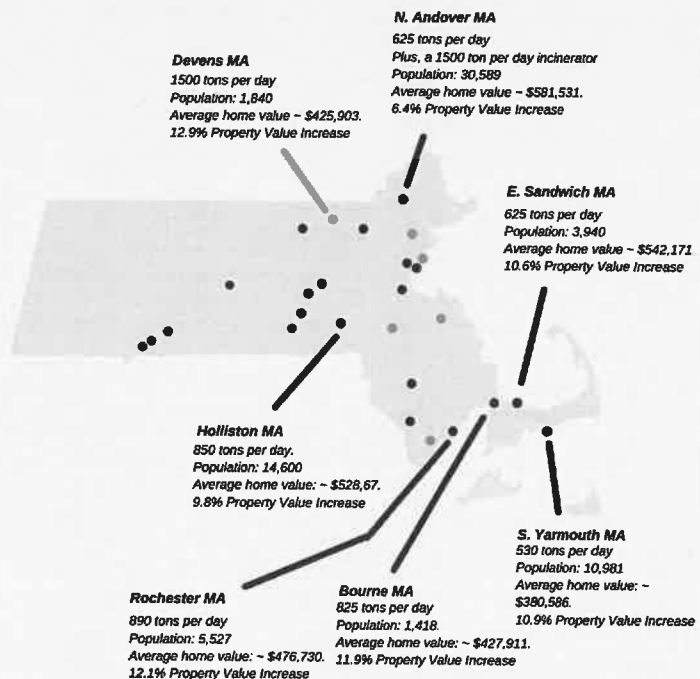 N. Andover MA
625 tons per day
Plus, a 1500 ton per day incinerator
Population: 30,589
Average home value ~ $581,531.
6.4% Property Value Increase
Devens MA
1500 tons per day
Population: 1,840
Average home value ~ $425,903.
12.9% Property Value Increase
E. Sandwich MA
625 tons per day
Population: 3,940
Average home value ~ $542,171
10.6% Property Value Increase
Holliston MA
850 tons per day.
Population: 14,600
Average home value: ~ $528,67.
9.8% Property Value Increase
S. Yarmouth MA
530 tons per day
Population: 10,981
Average home value: ~
$380,586.
10.9% Property Value Increase
Rochester MA
890 tons per day
Population: 5,527
Average home value: ~ $476,730.
12.1% Property Value Increase
Bourne MA
825 tons per day
Population: 1,418.
Average home value: ~ $427,911.
11.9% Property Value Increase